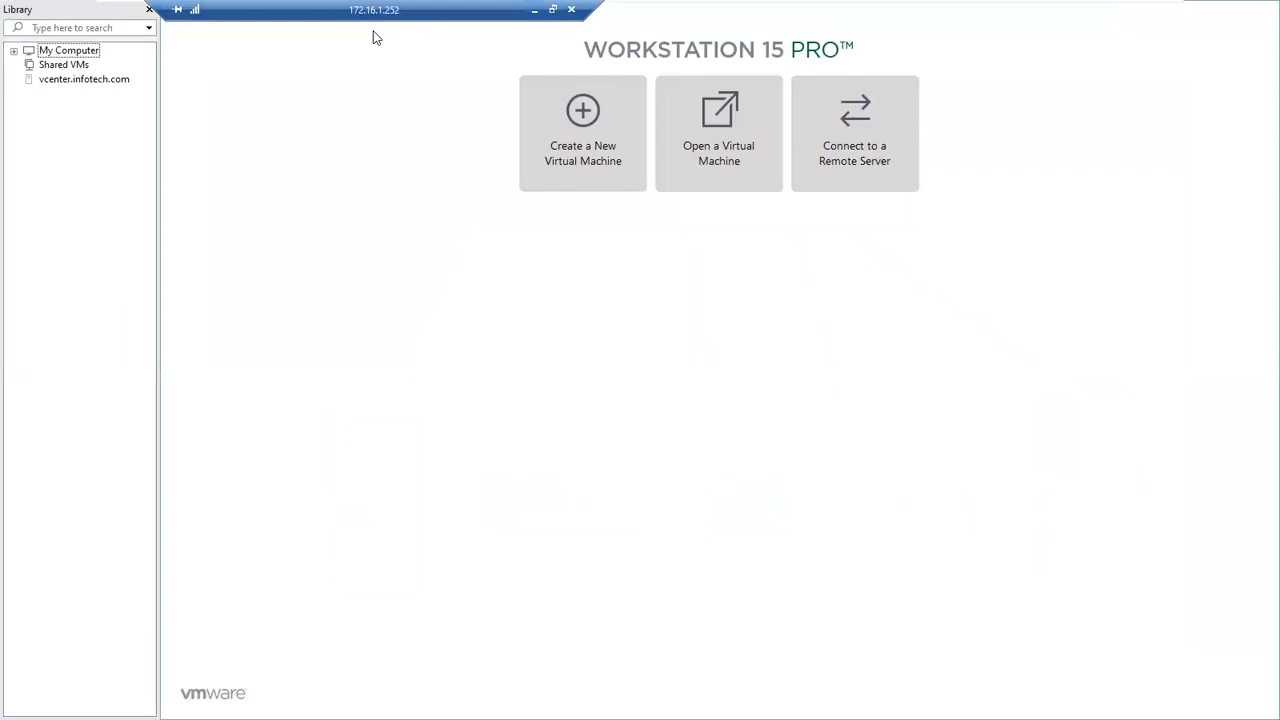 Library
172.16.1.252
Type here to search
My Computer
Shared VMs
vcenter.infotech.com
WORKSTATION 15 PRO™
Create a New
Virtual Machine
Open a Virtual
Machine
Connect to a
Remote Server
vmware